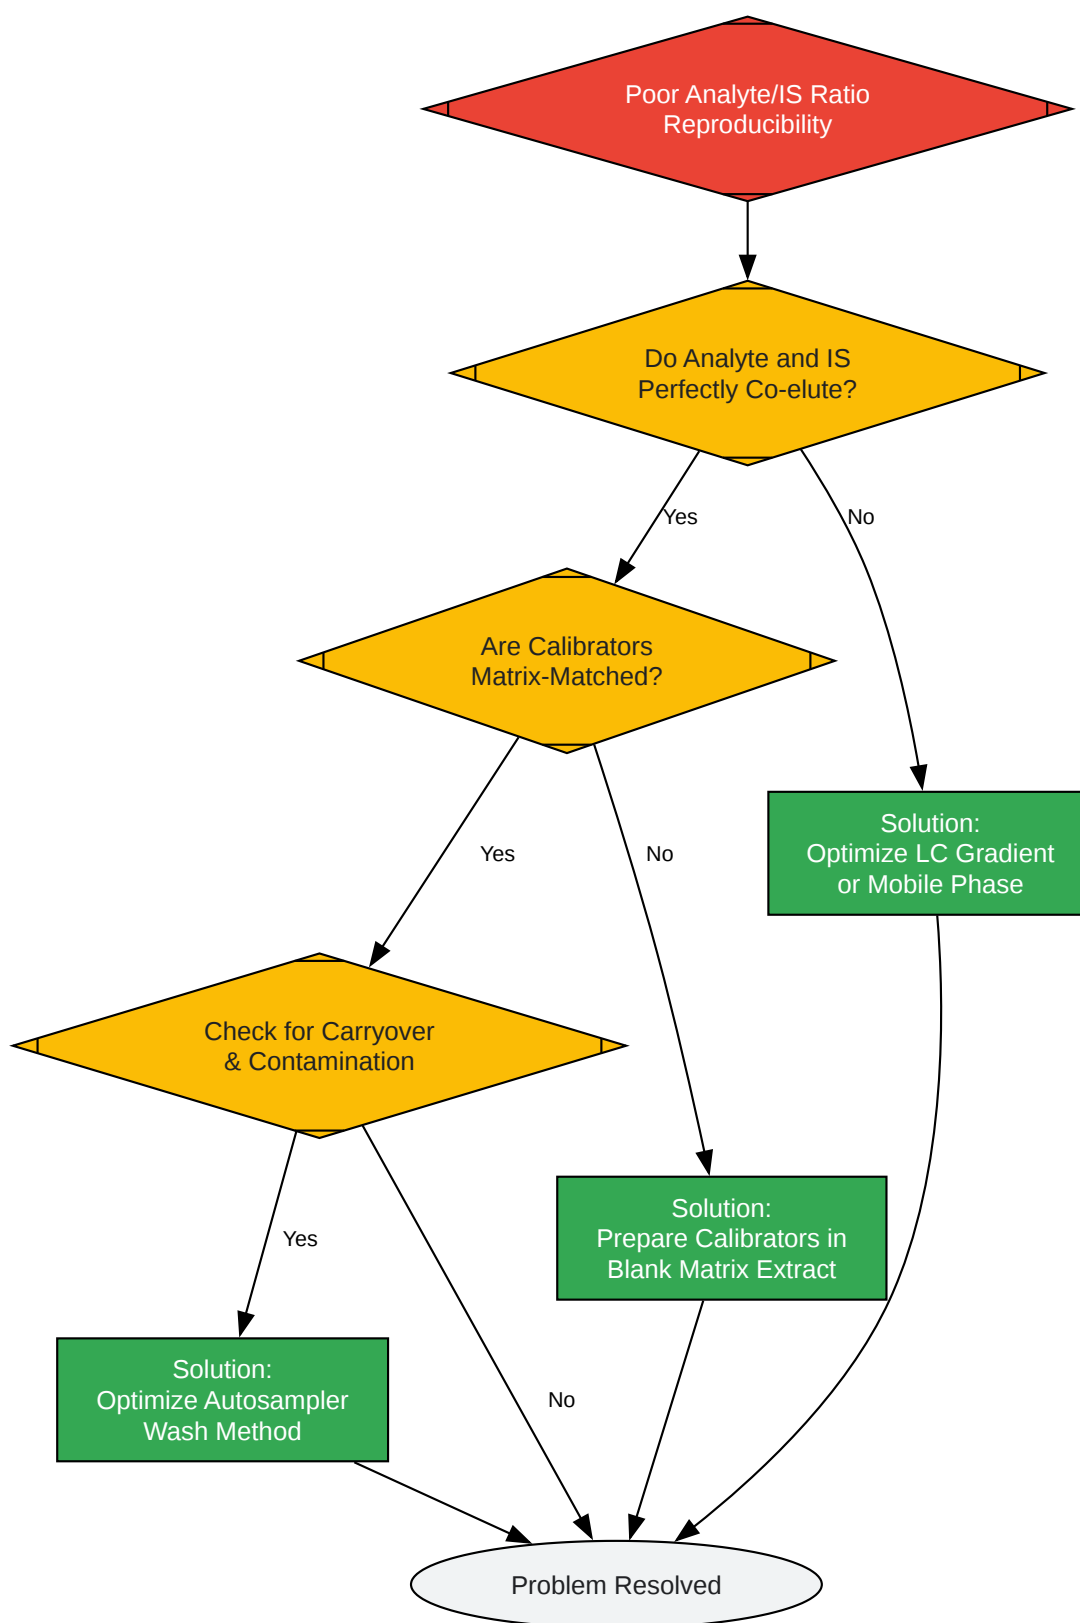 Poor Analyte/IS Ratio
Reproducibility
Do Analyte and IS
Perfectly Co-elute?
Yes
No
Are Calibrators
Matrix-Matched?
Solution:
Optimize LC Gradient
or Mobile Phase
Yes
No
Check for Carryover
& Contamination
Solution:
Prepare Calibrators in
Blank Matrix Extract
Yes
Solution:
Optimize Autosampler
Wash Method
No
Problem Resolved